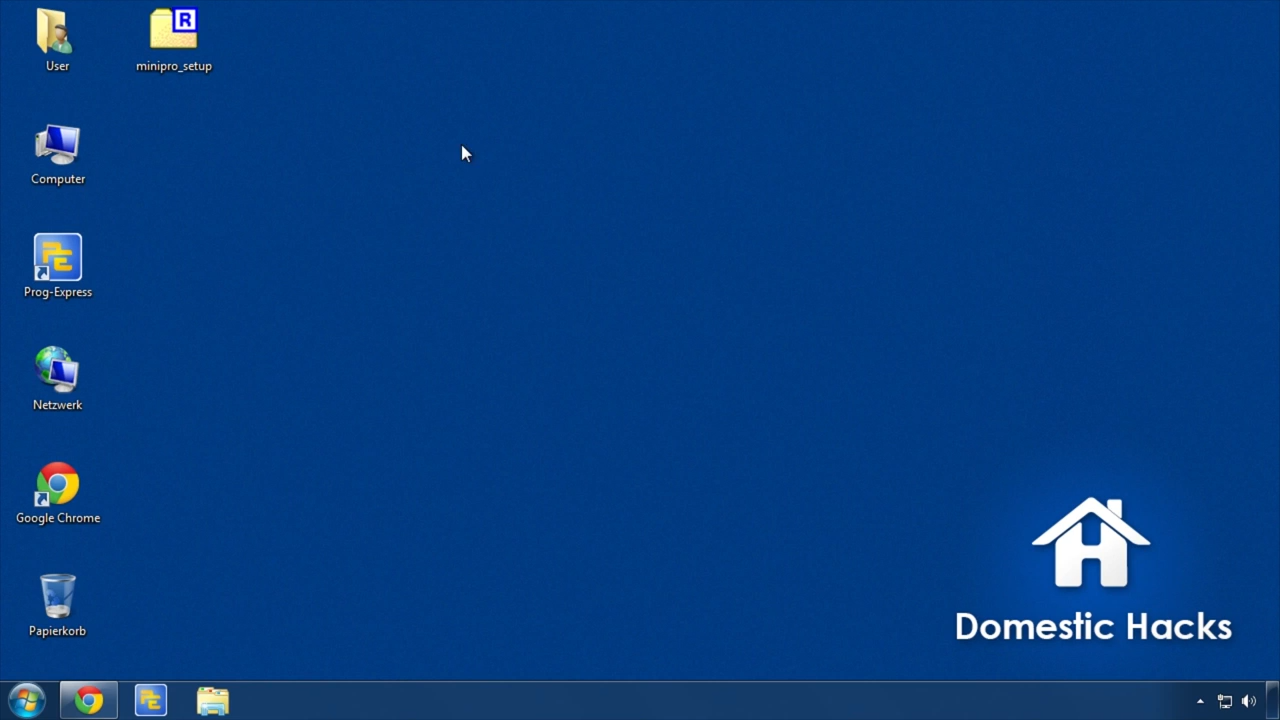 User
minipro_setup
R
Computer
Prog-Express
Netzwerk
Google Chrome
Papierkorb
Domestic Hacks